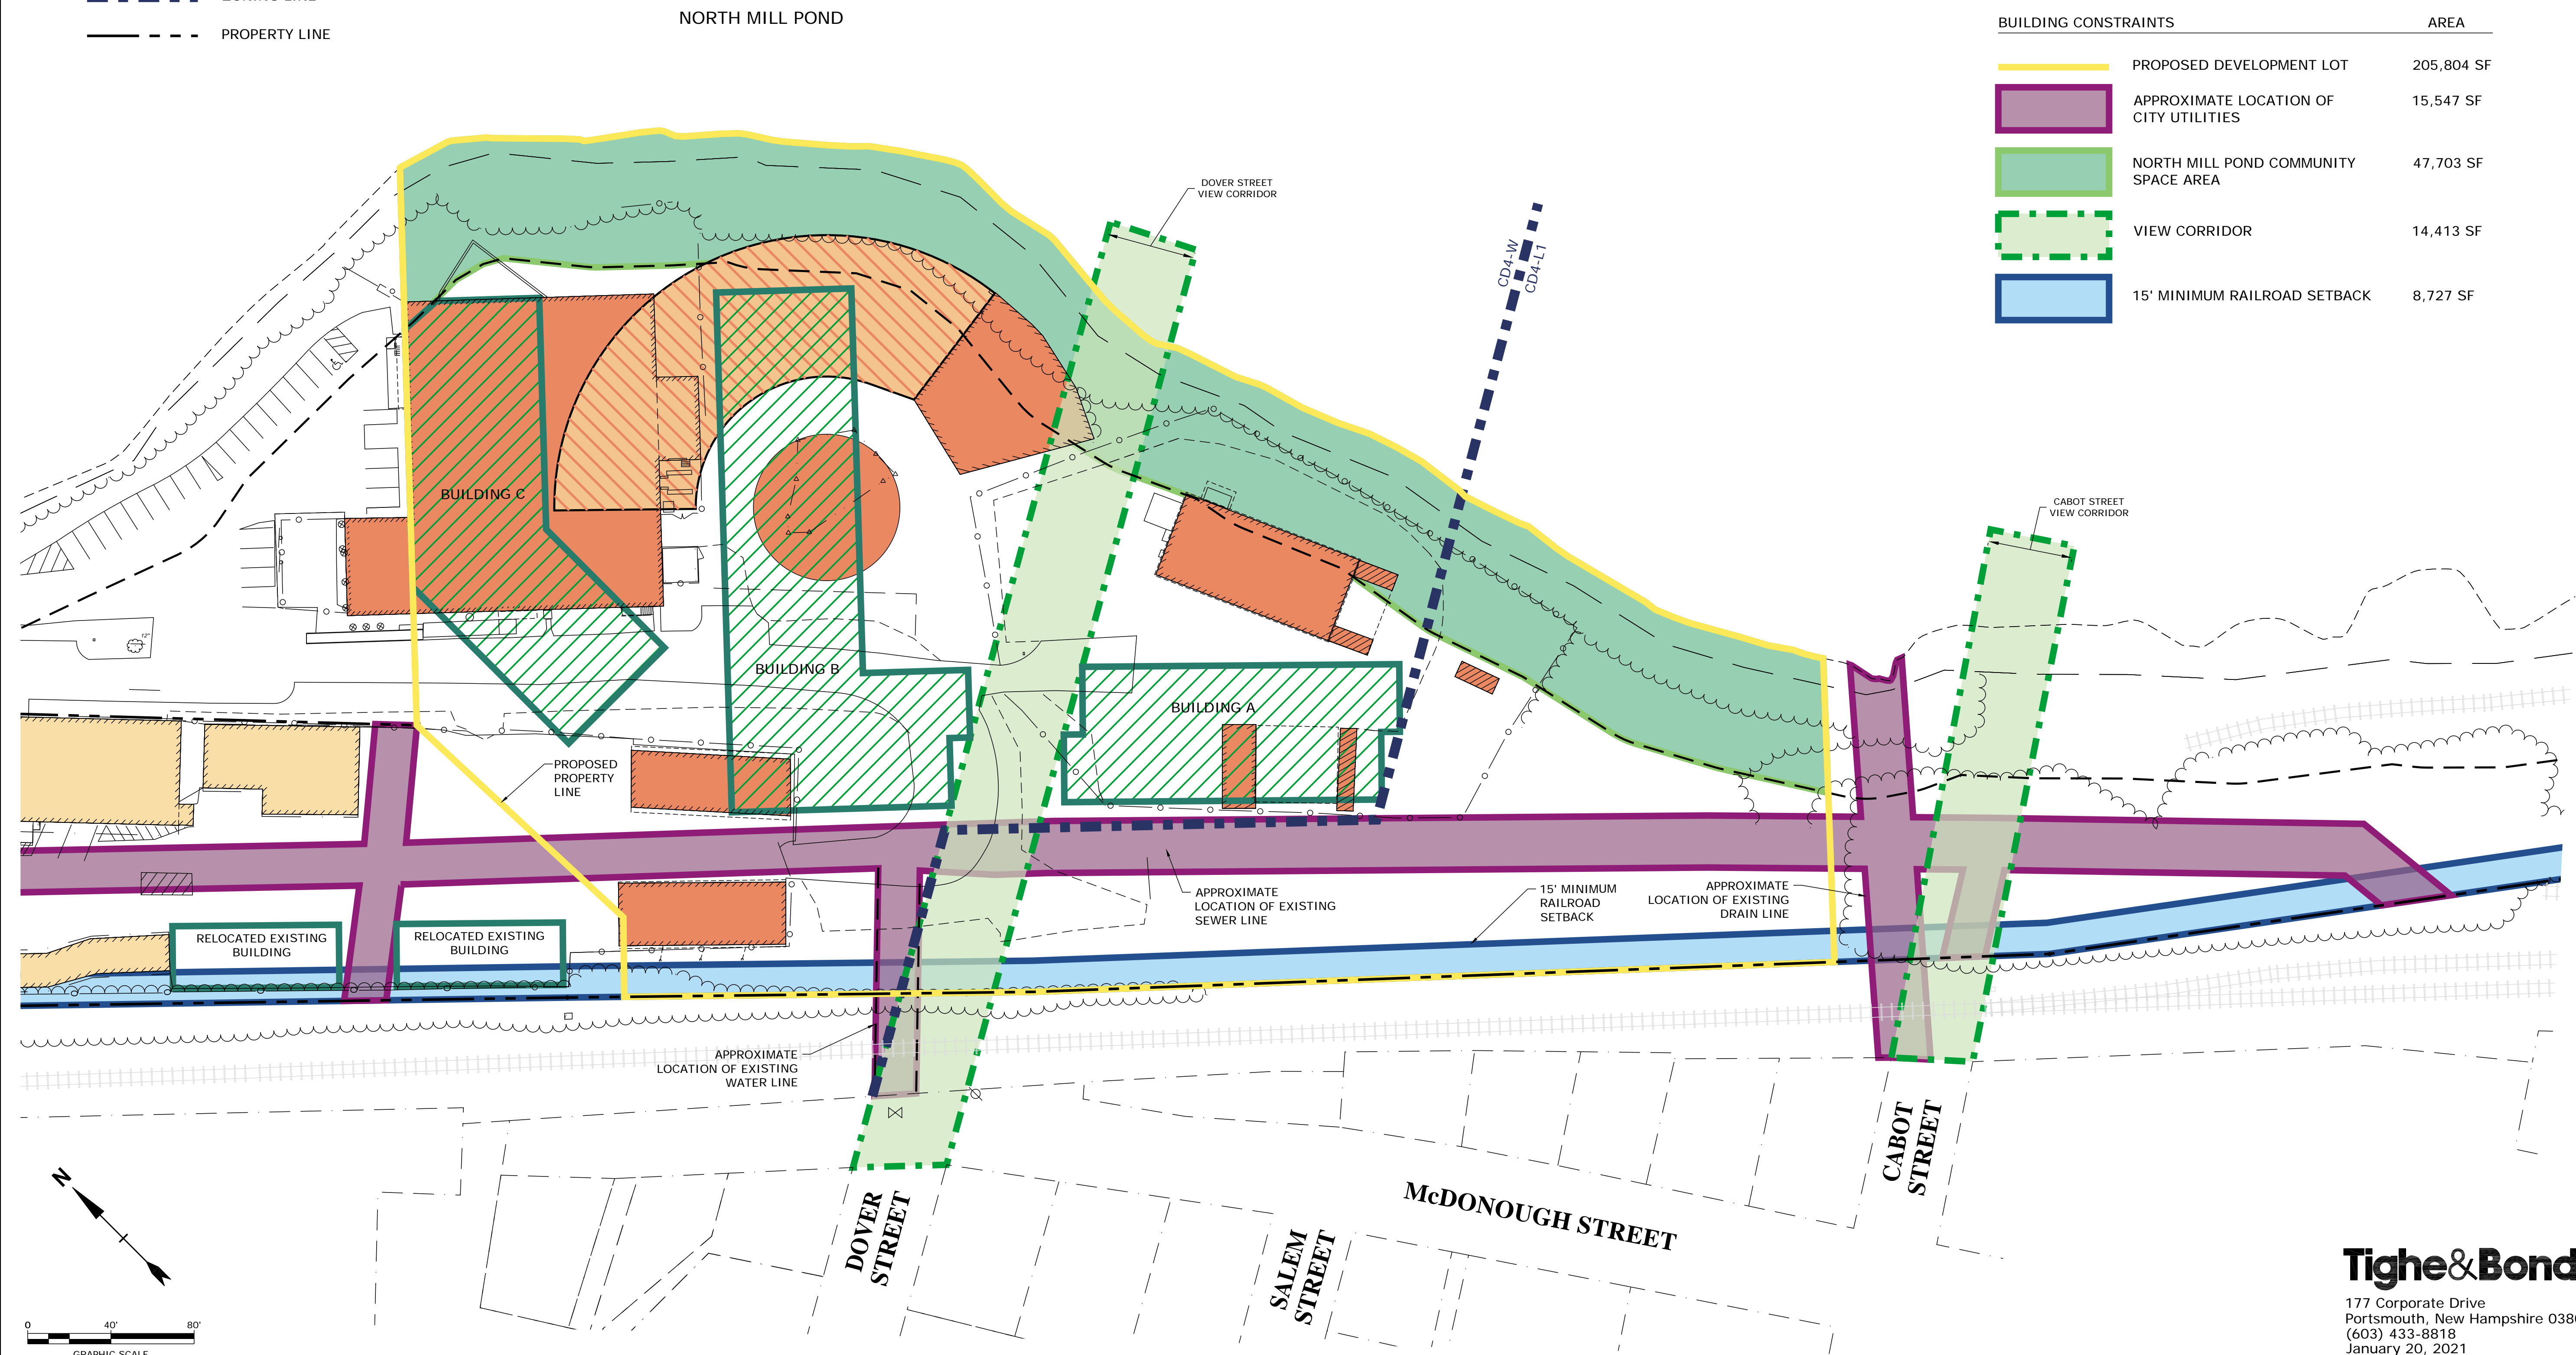 PROPERTY LINE
NORTH MILL POND
BUILDING CONSTRAINTS AREA
PROPOSED DEVELOPMENT LOT 205,804 SF
APPROXIMATE LOCATION OF
CITY UTILITIES
15,547 SF
NORTH MILL POND COMMUNITY
SPACE AREA
47,703 SF
VIEW CORRIDOR 14,413 SF
15' MINIMUM RAILROAD SETBACK 8,727 SF
DOVER STREET
VIEW CORRIDOR
CD4-W
CD4-L1
CABOT STREET
VIEW CORRIDOR
BUILDING C
BUILDING B
BUILDING A
PROPOSED
PROPERTY
LINE
RELOCATED EXISTING
BUILDING
RELOCATED EXISTING
BUILDING
APPROXIMATE
LOCATION OF EXISTING
SEWER LINE
15' MINIMUM
RAILROAD
SETBACK
APPROXIMATE
LOCATION OF EXISTING
DRAIN LINE
APPROXIMATE
LOCATION OF EXISTING
WATER LINE
DOVER
STREET
SALEM
STREET
McDONOUGH STREET
CABOT
STREET
N
0 40' 80'
GRAPHIC SCALE
Tighe&Bond
177 Corporate Drive
Portsmouth, New Hampshire
(603) 433-8818
January 20, 2021